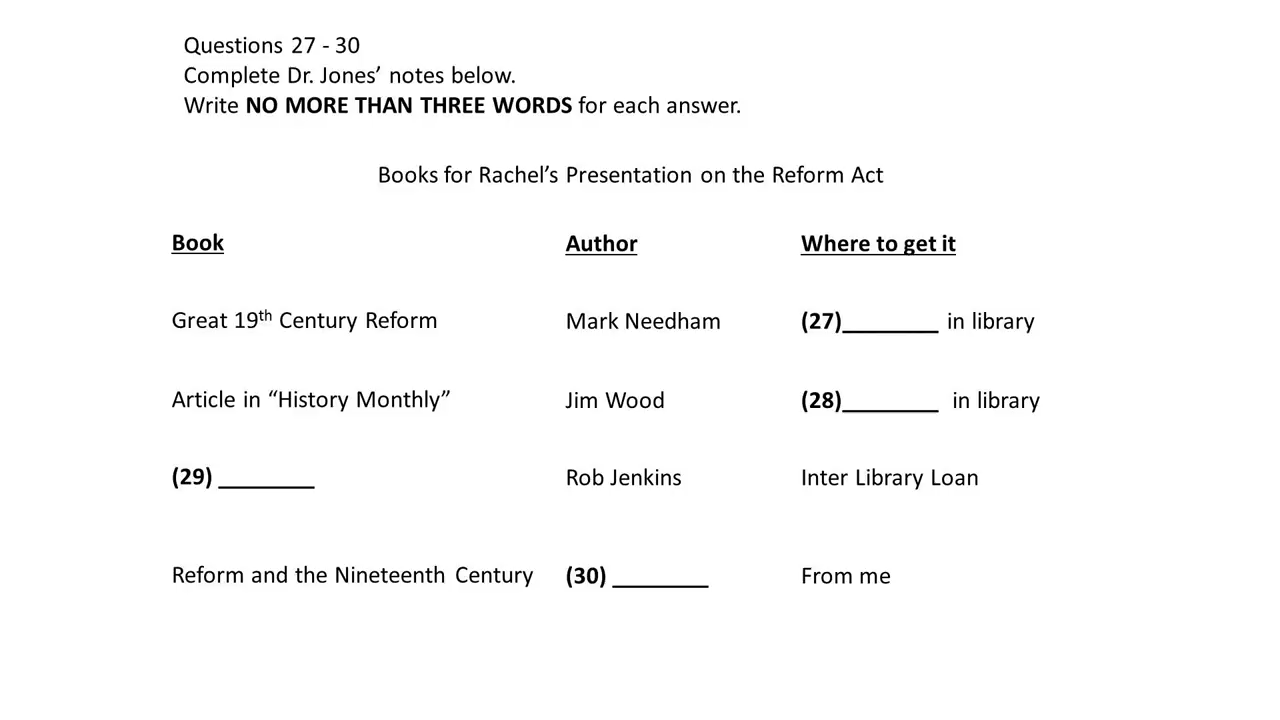 Questions 27 - 30
Complete Dr. Jones’ notes below.
Write NO MORE THAN THREE WORDS for each answer.
Books for Rachel’s Presentation on the Reform Act
Book Author Where to get it
Great 19th Century Reform Mark Needham (27)________ in library
Article in “History Monthly” Jim Wood (28)________ in library
(29) ________ Rob Jenkins Inter Library Loan
Reform and the Nineteenth Century (30) ________ From me